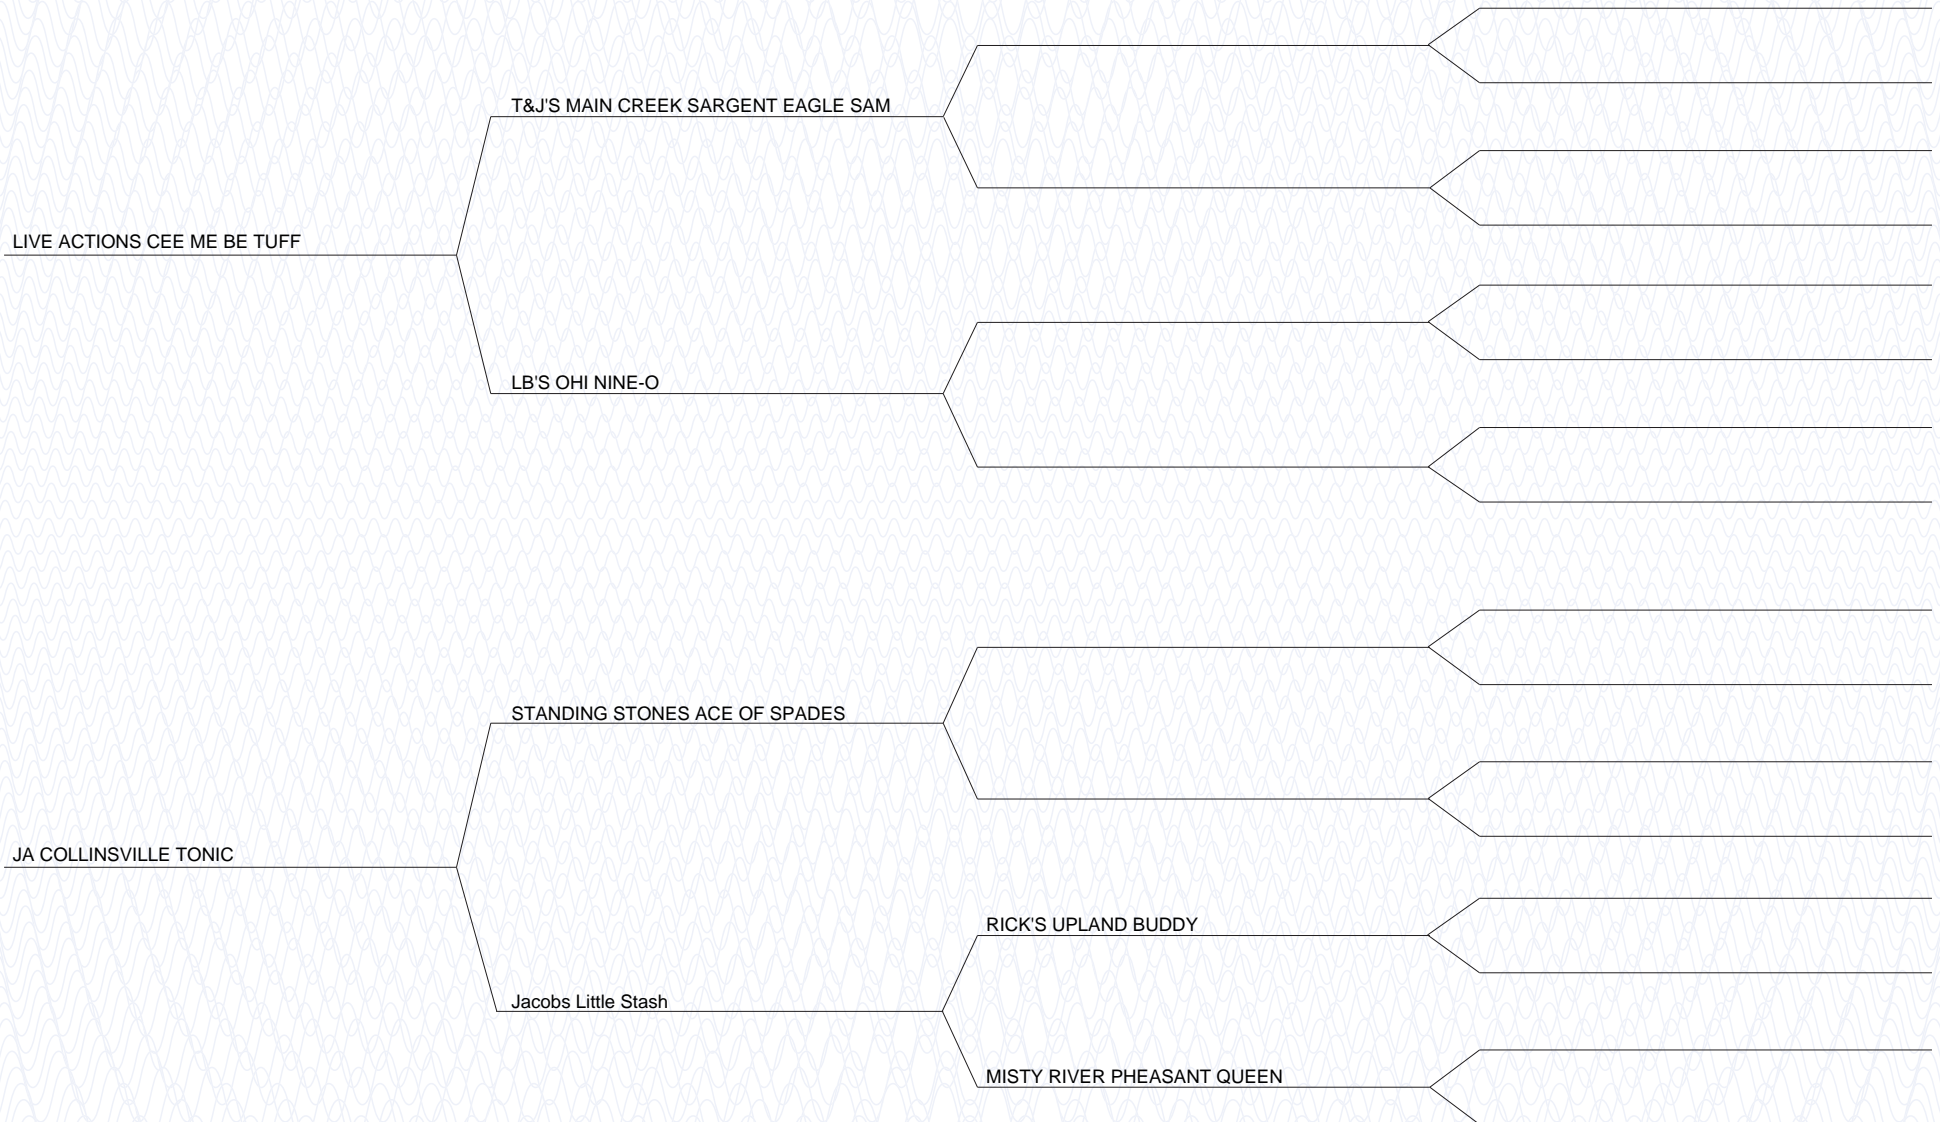 T&J'S MAIN CREEK SARGENT EAGLE SAM
LIVE ACTIONS CEE ME BE TUFF
LB'S OHI NINE-O
STANDING STONES ACE OF SPADES
JA COLLINSVILLE TONIC
RICK'S UPLAND BUDDY
Jacobs Little Stash
MISTY RIVER PHEASANT QUEEN